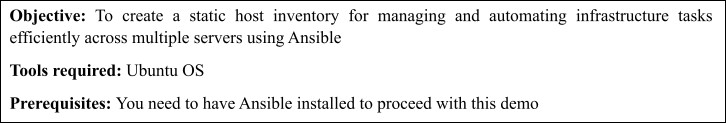 Objective: To create a static host inventory for managing and automating infrastructure tasks
efficiently across multiple servers using Ansible
Tools required: Ubuntu OS
Prerequisites: You need to have Ansible installed to proceed with this demo